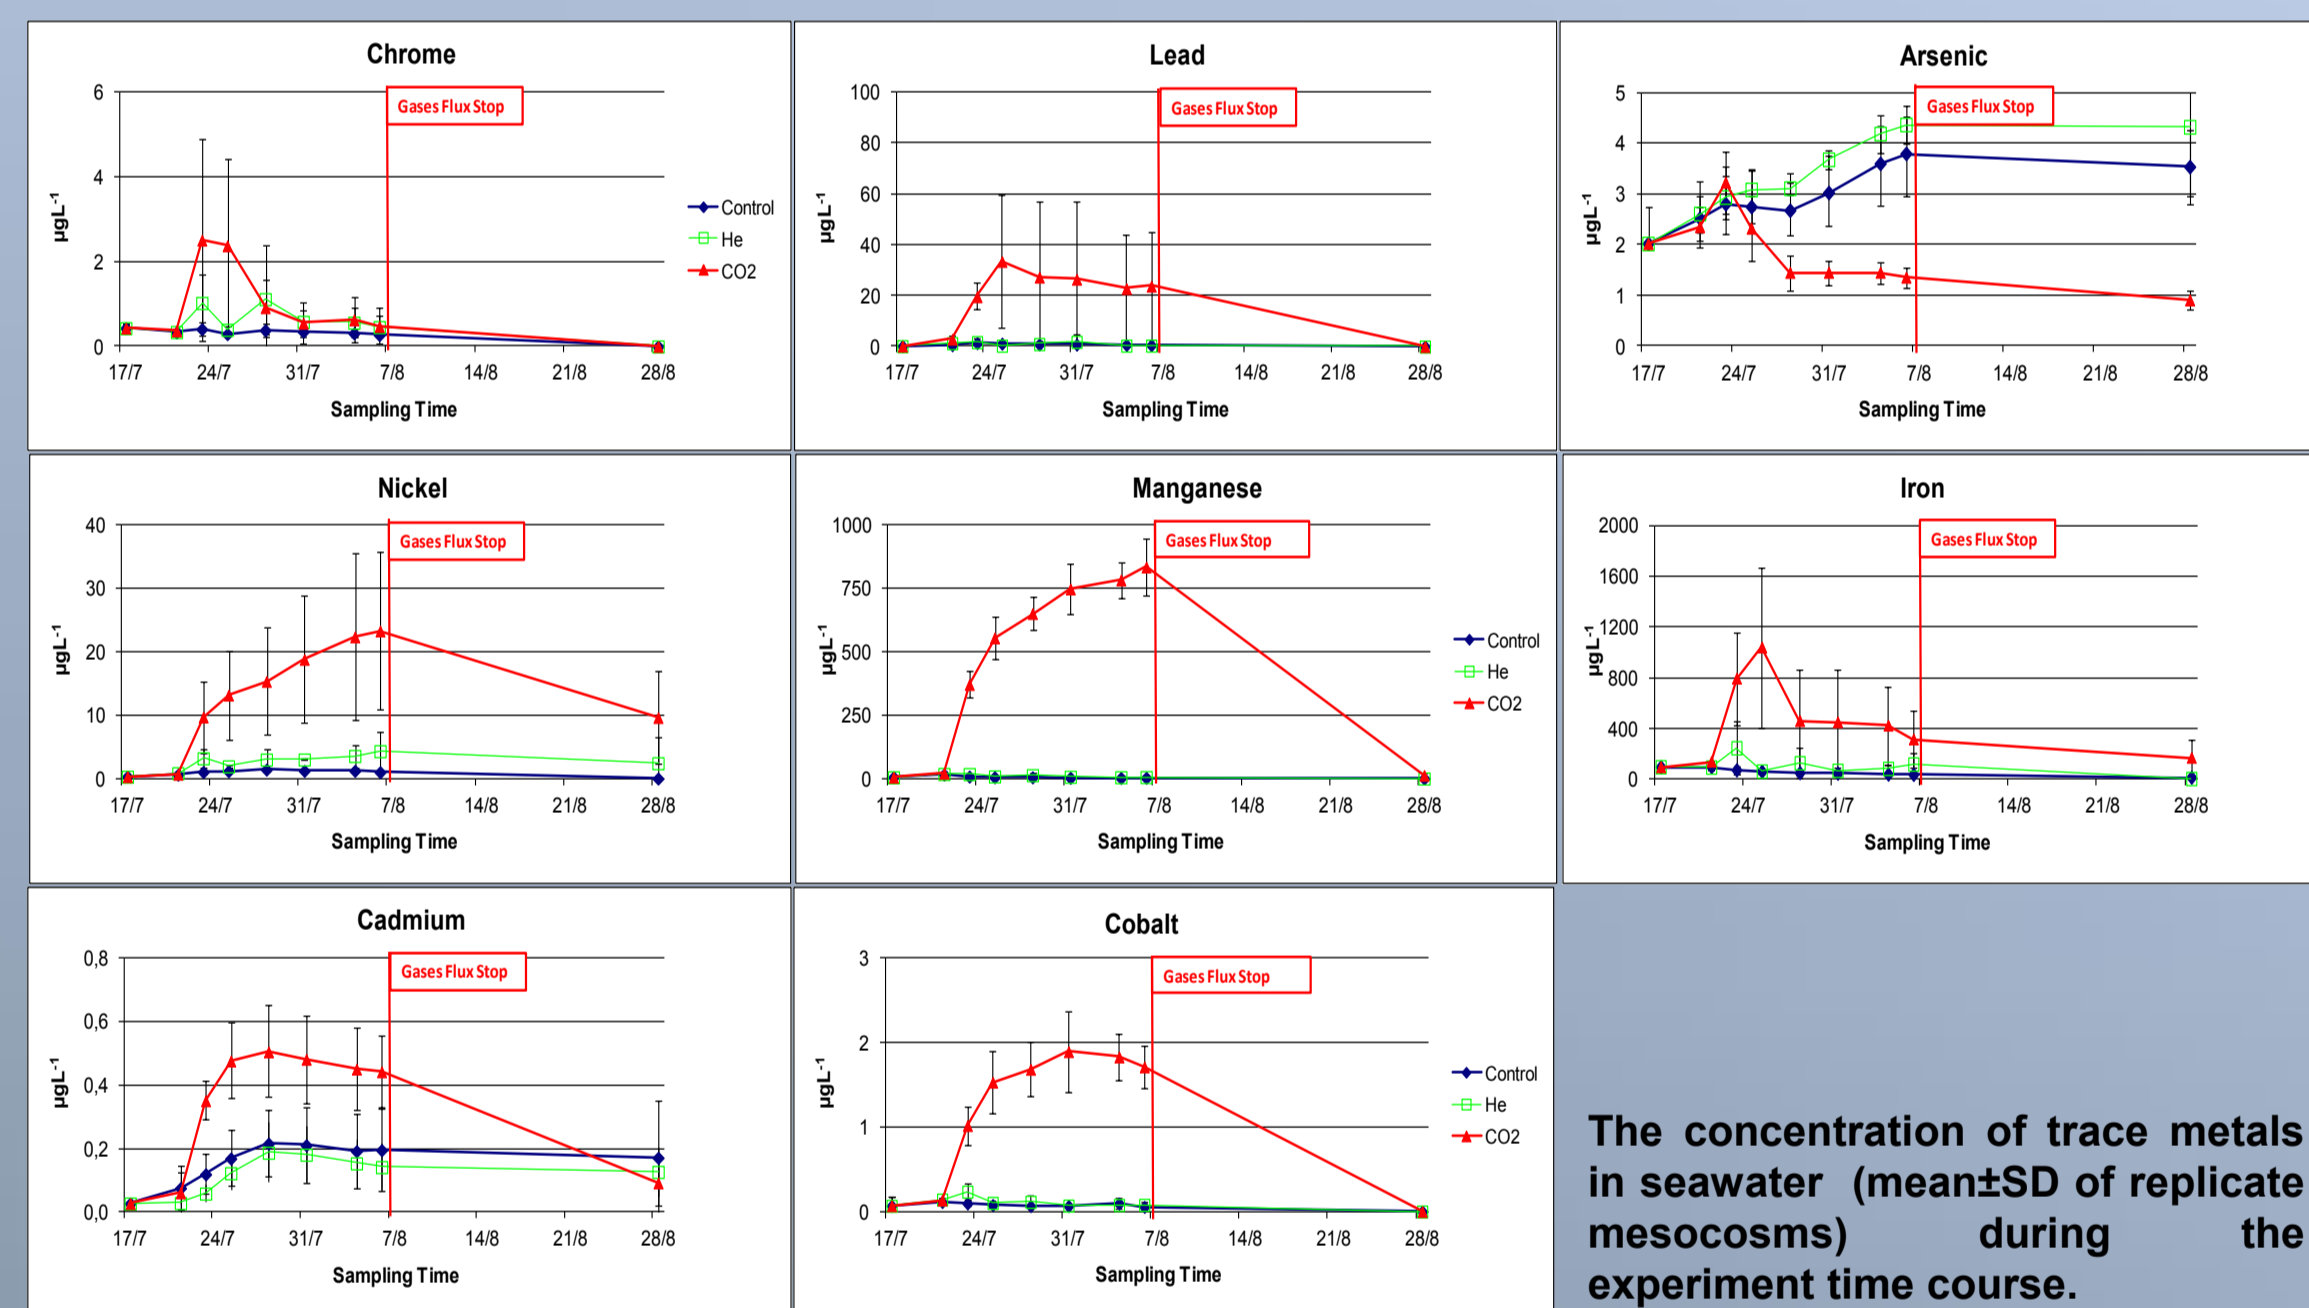 Chrome
6
4
2
0
µgL-1
Gases Flux Stop
Control
He
CO2
17/7 24/7 31/7 7/8 14/8 21/8 28/8
Sampling Time
Lead
100
80
60
40
20
0
µgL-1
Gases Flux Stop
17/7 24/7 31/7 7/8 14/8 21/8 28/8
Sampling Time
Arsenic
5
4
3
2
1
0
µgL-1
Gases Flux Stop
17/7 24/7 31/7 7/8 14/8 21/8 28/8
Sampling Time
Nickel
40
30
20
10
0
µgL-1
Gases Flux Stop
17/7 24/7 31/7 7/8 14/8 21/8 28/8
Sampling Time
Manganese
1000
750
500
250
0
µgL-1
Gases Flux Stop
Control
He
CO2
17/7 24/7 31/7 7/8 14/8 21/8 28/8
Sampling Time
Iron
2000
1600
1200
800
400
0
µgL-1
Gases Flux Stop
17/7 24/7 31/7 7/8 14/8 21/8 28/8
Sampling Time
Cadmium
0,8
0,6
0,4
0,2
0,0
µgL-1
Gases Flux Stop
17/7 24/7 31/7 7/8 14/8 21/8 28/8
Sampling Time
Cobalt
3
2
1
0
µgL-1
Gases Flux Stop
Control
He
CO2
17/7 24/7 31/7 7/8 14/8 21/8 28/8
Sampling Time
The concentration of trace metals
in seawater (mean±SD of replicate
mesocosms) during the
experiment time course.